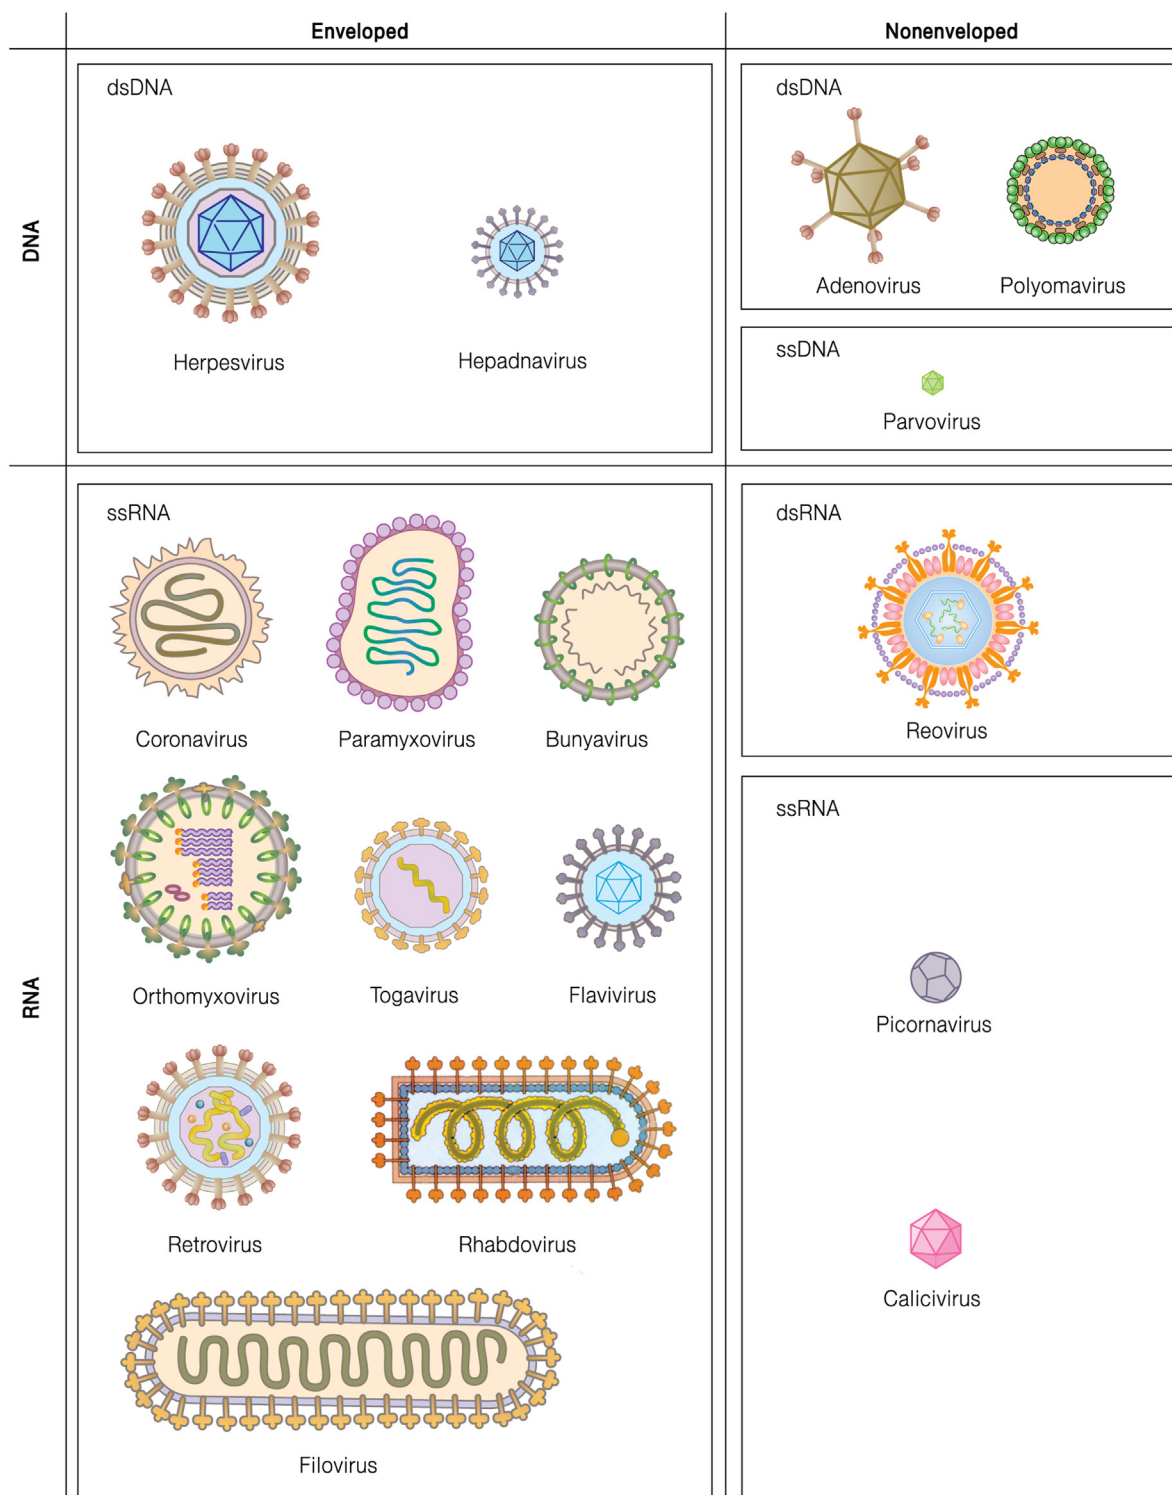 Enveloped
Nonenveloped
DNA
dsDNA
Herpesvirus
Hepadnavirus
dsDNA
Adenovirus
Polyomavirus
ssDNA
Parvovirus
RNA
ssRNA
Coronavirus
Paramyxovirus
Bunyavirus
Orthomyxovirus
Togavirus
Flavivirus
Retrovirus
Rhabdovirus
Filovirus
dsRNA
Reovirus
ssRNA
Picornavirus
Calicivirus